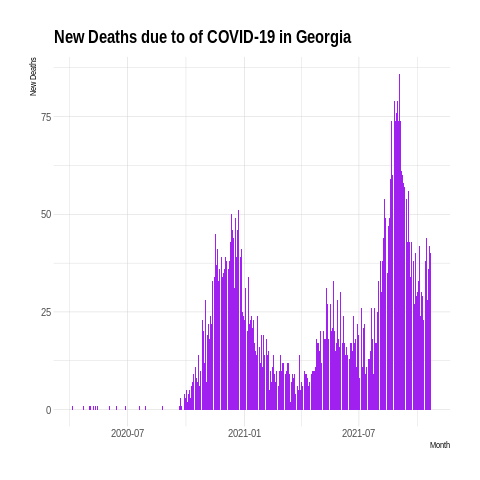 New Deaths due to of COVID-19 in Georgia
New Deaths
75
50
25
0
2020-07
2021-01
2021-07
Month